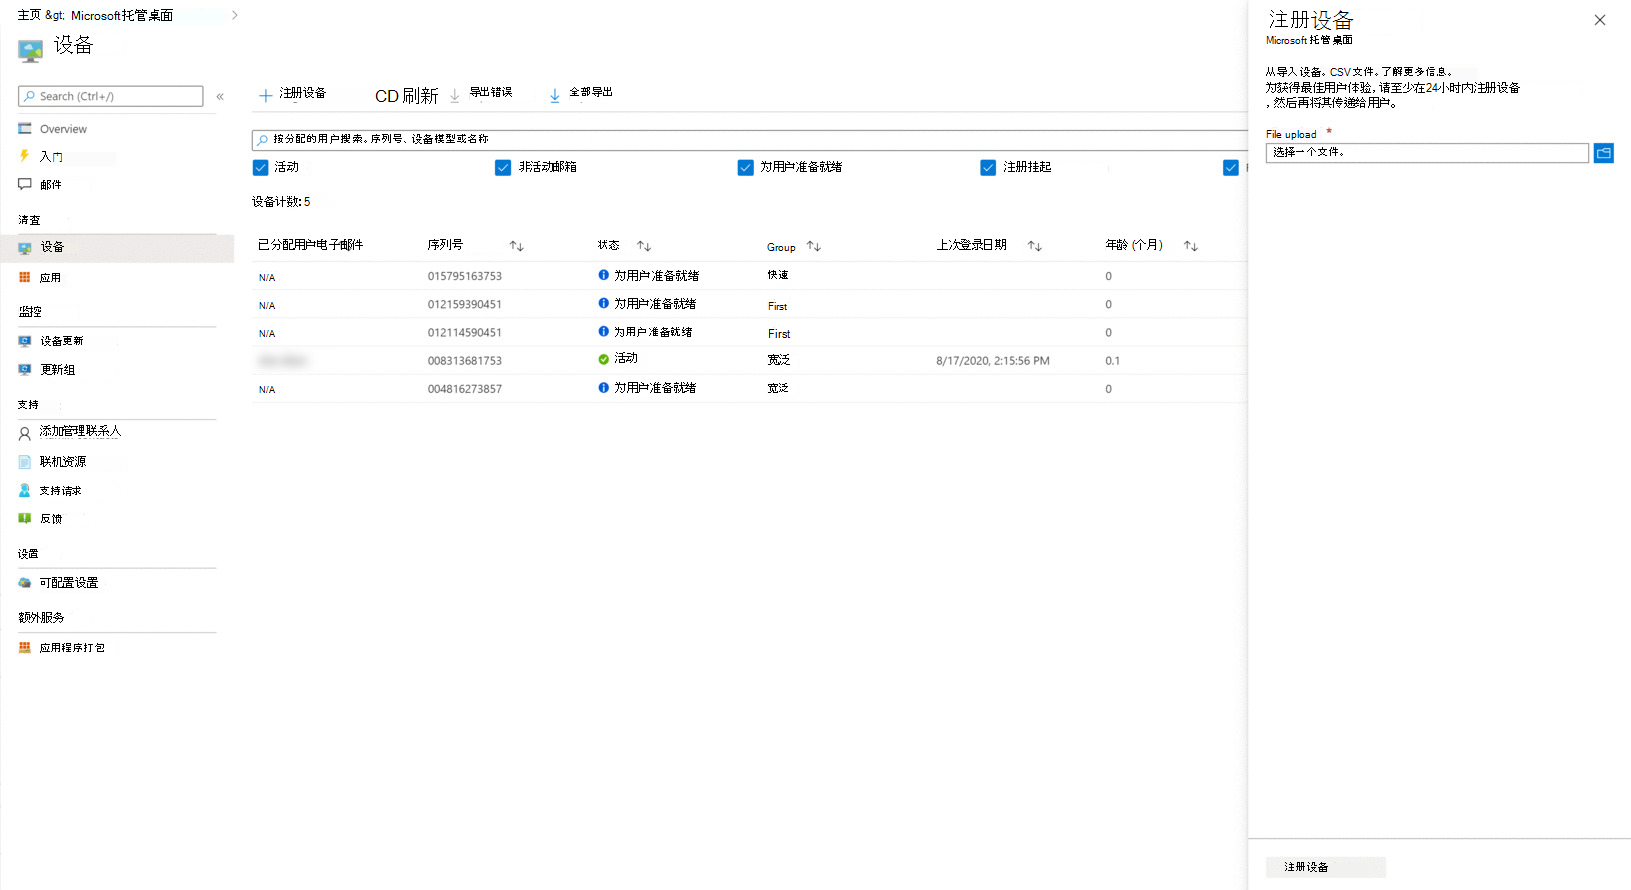 主页 &gt; Microsoft托管桌面
设备
Search (Ctrl+/)
Overview
入门
邮件
清查
设备
应用
监控
设备更新
更新组
支持
添加管理联系人
联机资源
支持请求
反馈
设置
可配置设置
额外服务
应用程序打包
注册设备 CD 刷新 导出错误 全部导出
按分配的用户搜索。序列号、设备模型或名称
活动 非活动邮箱 为用户准备就绪 注册挂起
设备计数: 5
已分配用户电子邮件 序列号 状态 Group 上次登录日期 年龄 (个月)
N/A 015795163753 为用户准备就绪 快速 0
N/A 012159390451 为用户准备就绪 First 0
N/A 012114590451 为用户准备就绪 First 0
008313681753 活动 宽泛 8/17/2020, 2:15:56 PM 0.1
N/A 004816273857 为用户准备就绪 宽泛 0
注册设备
Microsoft 托管桌面
从导入设备。CSV文件。了解更多信息。
为获得最佳用户体验, 请至少在24小时内注册设备
, 然后再将其传递给用户。
File upload *
选择一个文件。
注册设备